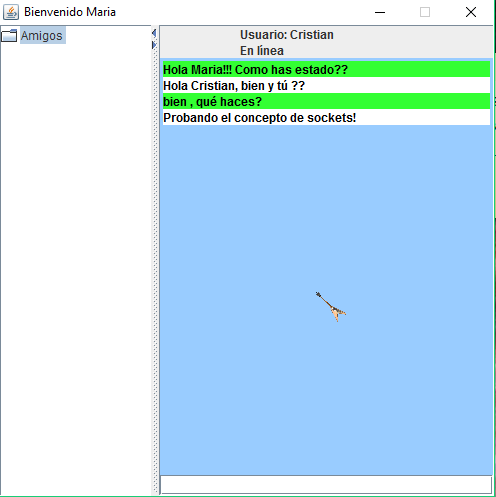 Bienvenido Maria
Amigos
Usuario: Cristian
En línea
Hola Maria!!! Como has estado??
Hola Cristian, bien y tú ??
bien , qué haces?
Probando el concepto de sockets!